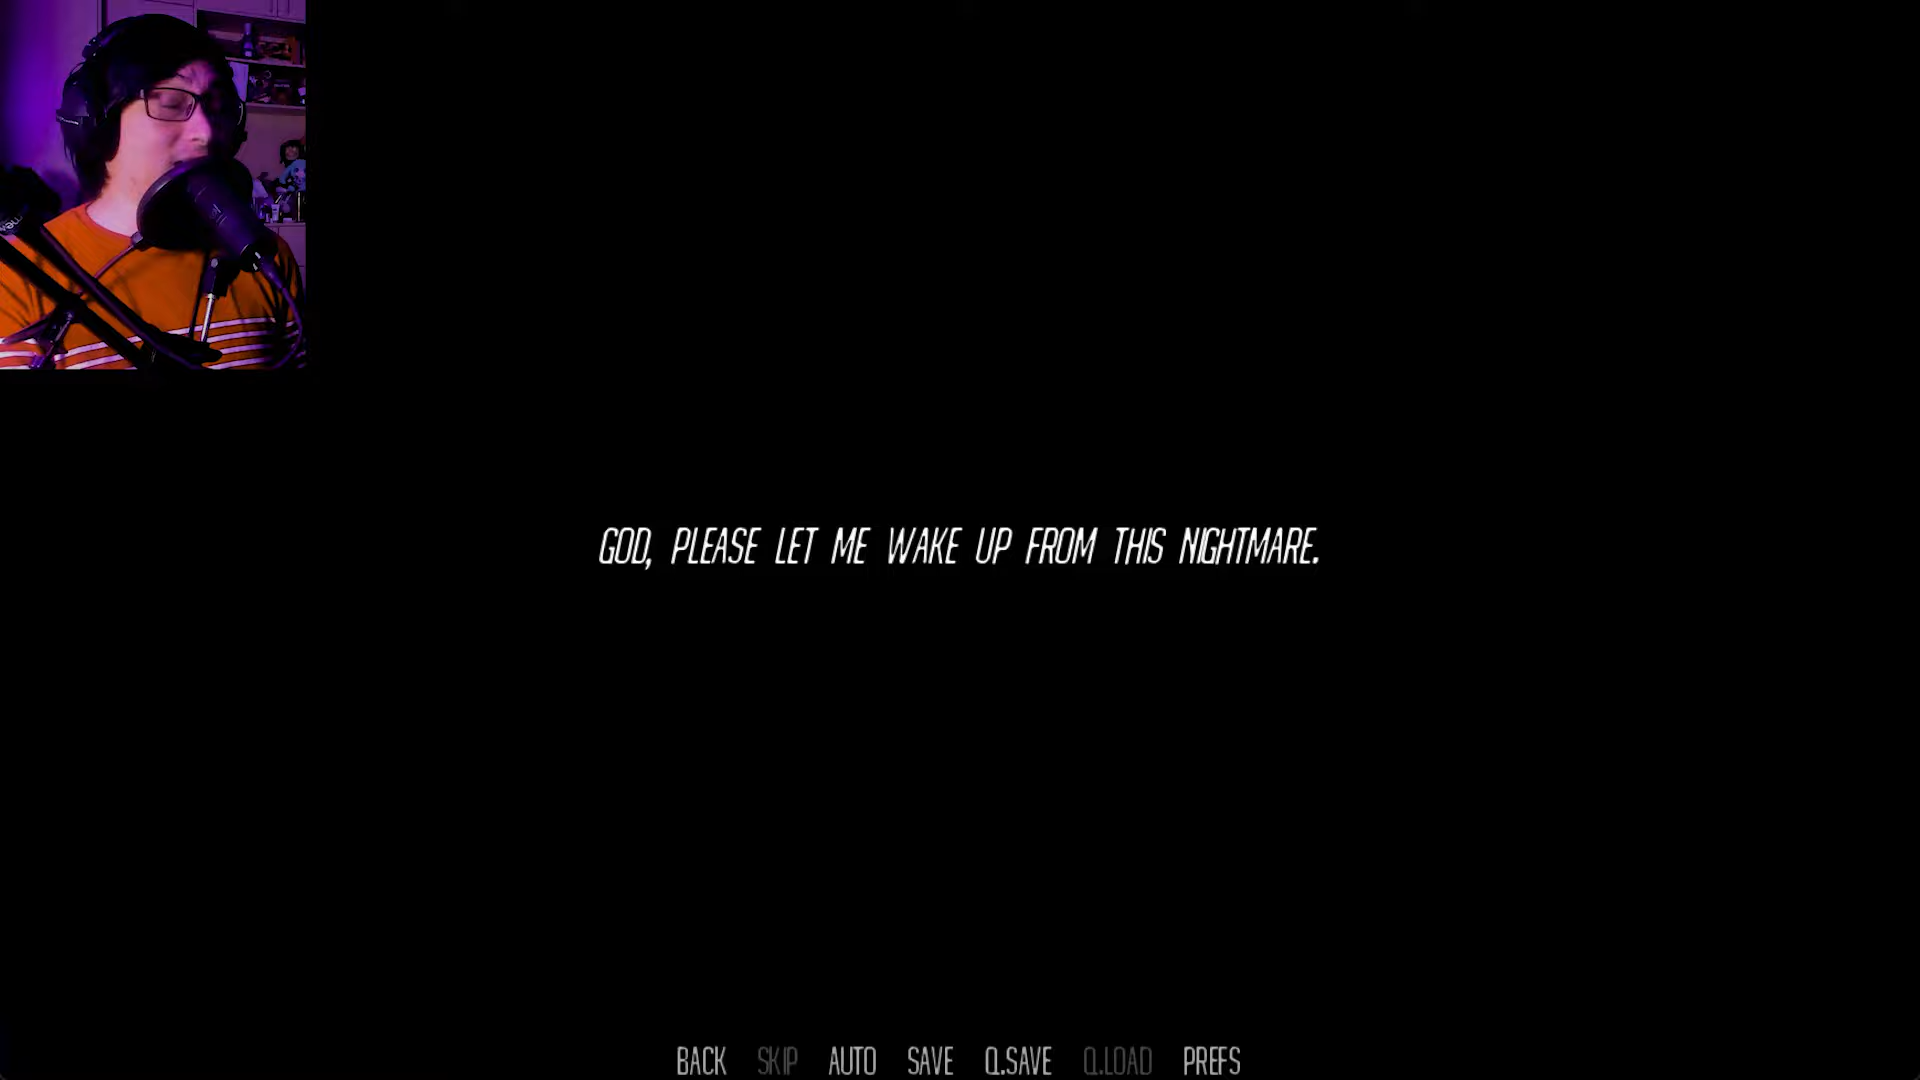 GOD, PLEASE LET ME WAKE UP FROM THIS NIGHTMARE.
BACK SKIP AUTO SAVE Q.SAVE Q.LOAD PREFS